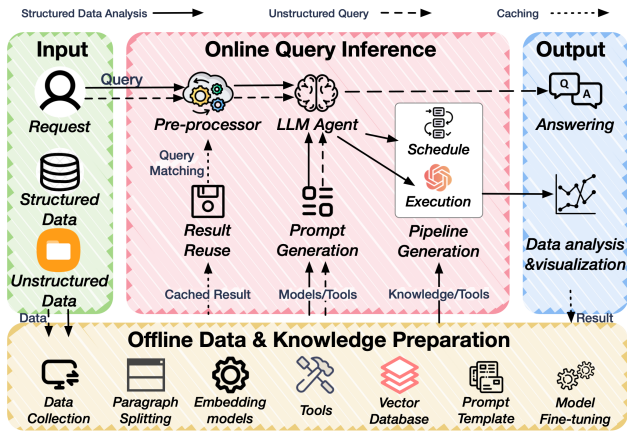 Structured Data Analysis
Unstructured Query
Caching
Input
Online Query Inference
Output
Query
Request
Pre-processor
LLM Agent
Schedule
Q
A
Answering
Structured
Data
Query
Matching
Execution
Result
Reuse
Prompt
Generation
Pipeline
Generation
Data analysis
&visualization
Unstructured
Data
Data
Cached Result
Models/Tools
Knowledge/Tools
Result
Offline Data & Knowledge Preparation
Data
Collection
Paragraph
Splitting
Embedding
models
Tools
Vector
Database
Prompt
Template
Model
Fine-tuning